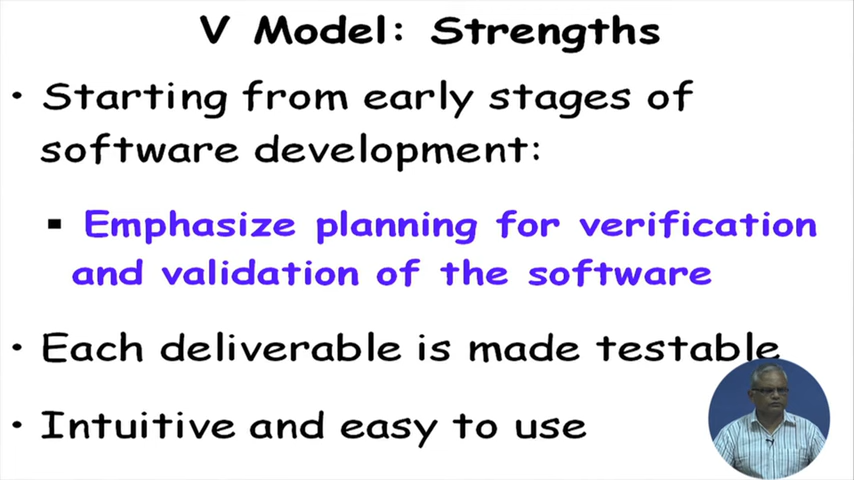 V Model: Strengths
• Starting from early stages of
software development:
▪ Emphasize planning for verification
and validation of the software
• Each deliverable is made testable
• Intuitive and easy to use